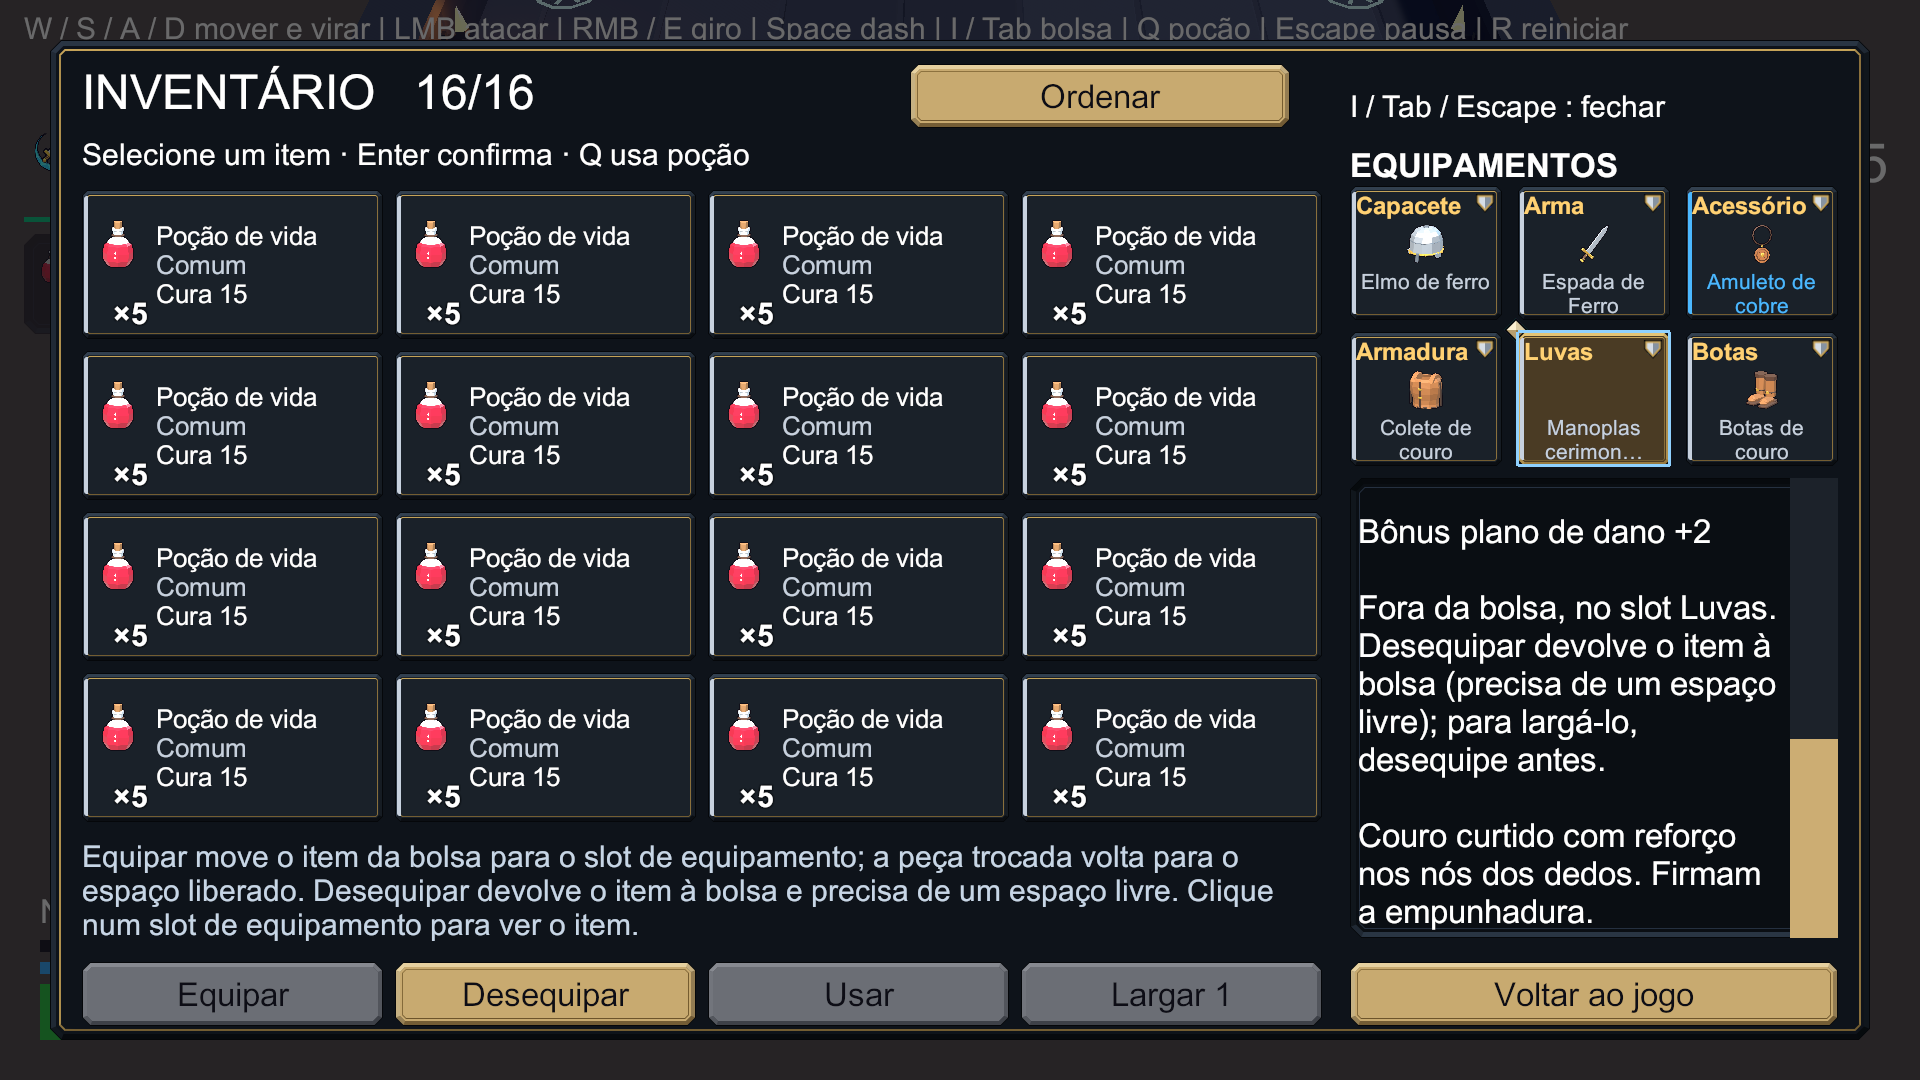 W / S / A / D mover e virar | LMB atacar | RMB / E giro | Space dash | I / Tab bolsa | Q poção | Escape pausa | R reiniciar
INVENTÁRIO 16/16
Ordenar
I / Tab / Escape : fechar
Selecione um item · Enter confirma · Q usa poção
EQUIPAMENTOS
5
Capacete
Elmo de ferro
Arma
Espada de
Ferro
Acessório
Amuleto de
cobre
Armadura
Colete de
couro
Luvas
Manoplas
cerimon...
Botas
Botas de
couro
Poção de vida
Comum
Cura 15
×5
Poção de vida
Comum
Cura 15
×5
Poção de vida
Comum
Cura 15
×5
Poção de vida
Comum
Cura 15
×5
Poção de vida
Comum
Cura 15
×5
Poção de vida
Comum
Cura 15
×5
Poção de vida
Comum
Cura 15
×5
Poção de vida
Comum
Cura 15
×5
Poção de vida
Comum
Cura 15
×5
Poção de vida
Comum
Cura 15
×5
Poção de vida
Comum
Cura 15
×5
Poção de vida
Comum
Cura 15
×5
Poção de vida
Comum
Cura 15
×5
Poção de vida
Comum
Cura 15
×5
Poção de vida
Comum
Cura 15
×5
Poção de vida
Comum
Cura 15
×5
Bônus plano de dano +2
Fora da bolsa, no slot Luvas.
Desequipar devolve o item à
bolsa (precisa de um espaço
livre); para largá-lo,
desequipe antes.
Couro curtido com reforço
nos nós dos dedos. Firmam
a empunhadura.
Equipar move o item da bolsa para o slot de equipamento; a peça trocada volta para o
espaço liberado. Desequipar devolve o item à bolsa e precisa de um espaço livre. Clique
num slot de equipamento para ver o item.
Equipar
Desequipar
Usar
Largar 1
Voltar ao jogo